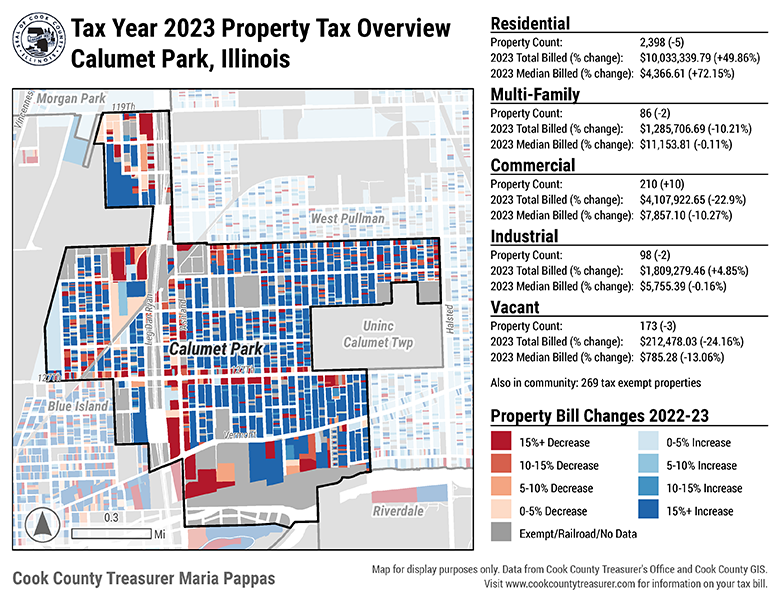 Tax Year 2023 Property Tax Overview
Calumet Park, Illinois
SEAL OF COOK COUNTY
ILLINOIS
Morgan Park
119Th
Vincennes
West Pullman
Leg Dan Ryan
Ashland
Halsted
Uninc
Calumet Twp
Calumet Park
127Th
127Th
Blue Island
Vermont
Riverdale
0.3
Mi
Residential
Property Count: 2,398 (-5)
2023 Total Billed (% change): $10,033,339.79 (+49.86%)
2023 Median Billed (% change): $4,366.61 (+72.15%)
Multi-Family
Property Count: 86 (-2)
2023 Total Billed (% change): $1,285,706.69 (-10.21%)
2023 Median Billed (% change): $11,153.81 (-0.11%)
Commercial
Property Count: 210 (+10)
2023 Total Billed (% change): $4,107,922.65 (-22.9%)
2023 Median Billed (% change): $7,857.10 (-10.27%)
Industrial
Property Count: 98 (-2)
2023 Total Billed (% change): $1,809,279.46 (+4.85%)
2023 Median Billed (% change): $5,755.39 (-0.16%)
Vacant
Property Count: 173 (-3)
2023 Total Billed (% change): $212,478.03 (-24.16%)
2023 Median Billed (% change): $785.28 (-13.06%)
Also in community: 269 tax exempt properties
Property Bill Changes 2022-23
15%+ Decrease
10-15% Decrease
5-10% Decrease
0-5% Decrease
0-5% Increase
5-10% Increase
10-15% Increase
15%+ Increase
Exempt/Railroad/No Data
Cook County Treasurer Maria Pappas
Map for display purposes only. Data from Cook County Treasurer's Office and Cook County GIS.
Visit www.cookcountytreasurer.com for information on your tax bill.